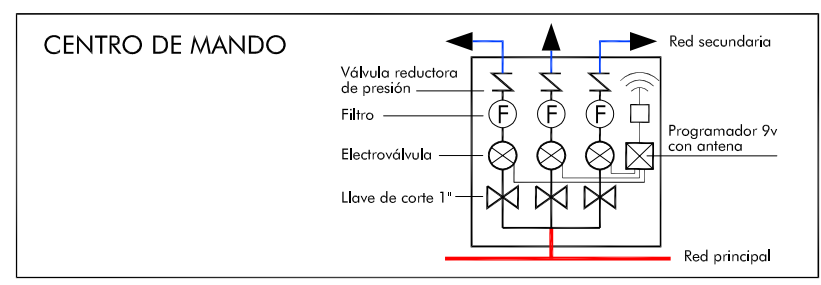 CENTRO DE MANDO
Red secundaria
Válvula reductora
de presión
Filtro
F F F
Programador 9v
con antena
Electroválvula
Llave de corte 1"
Red principal